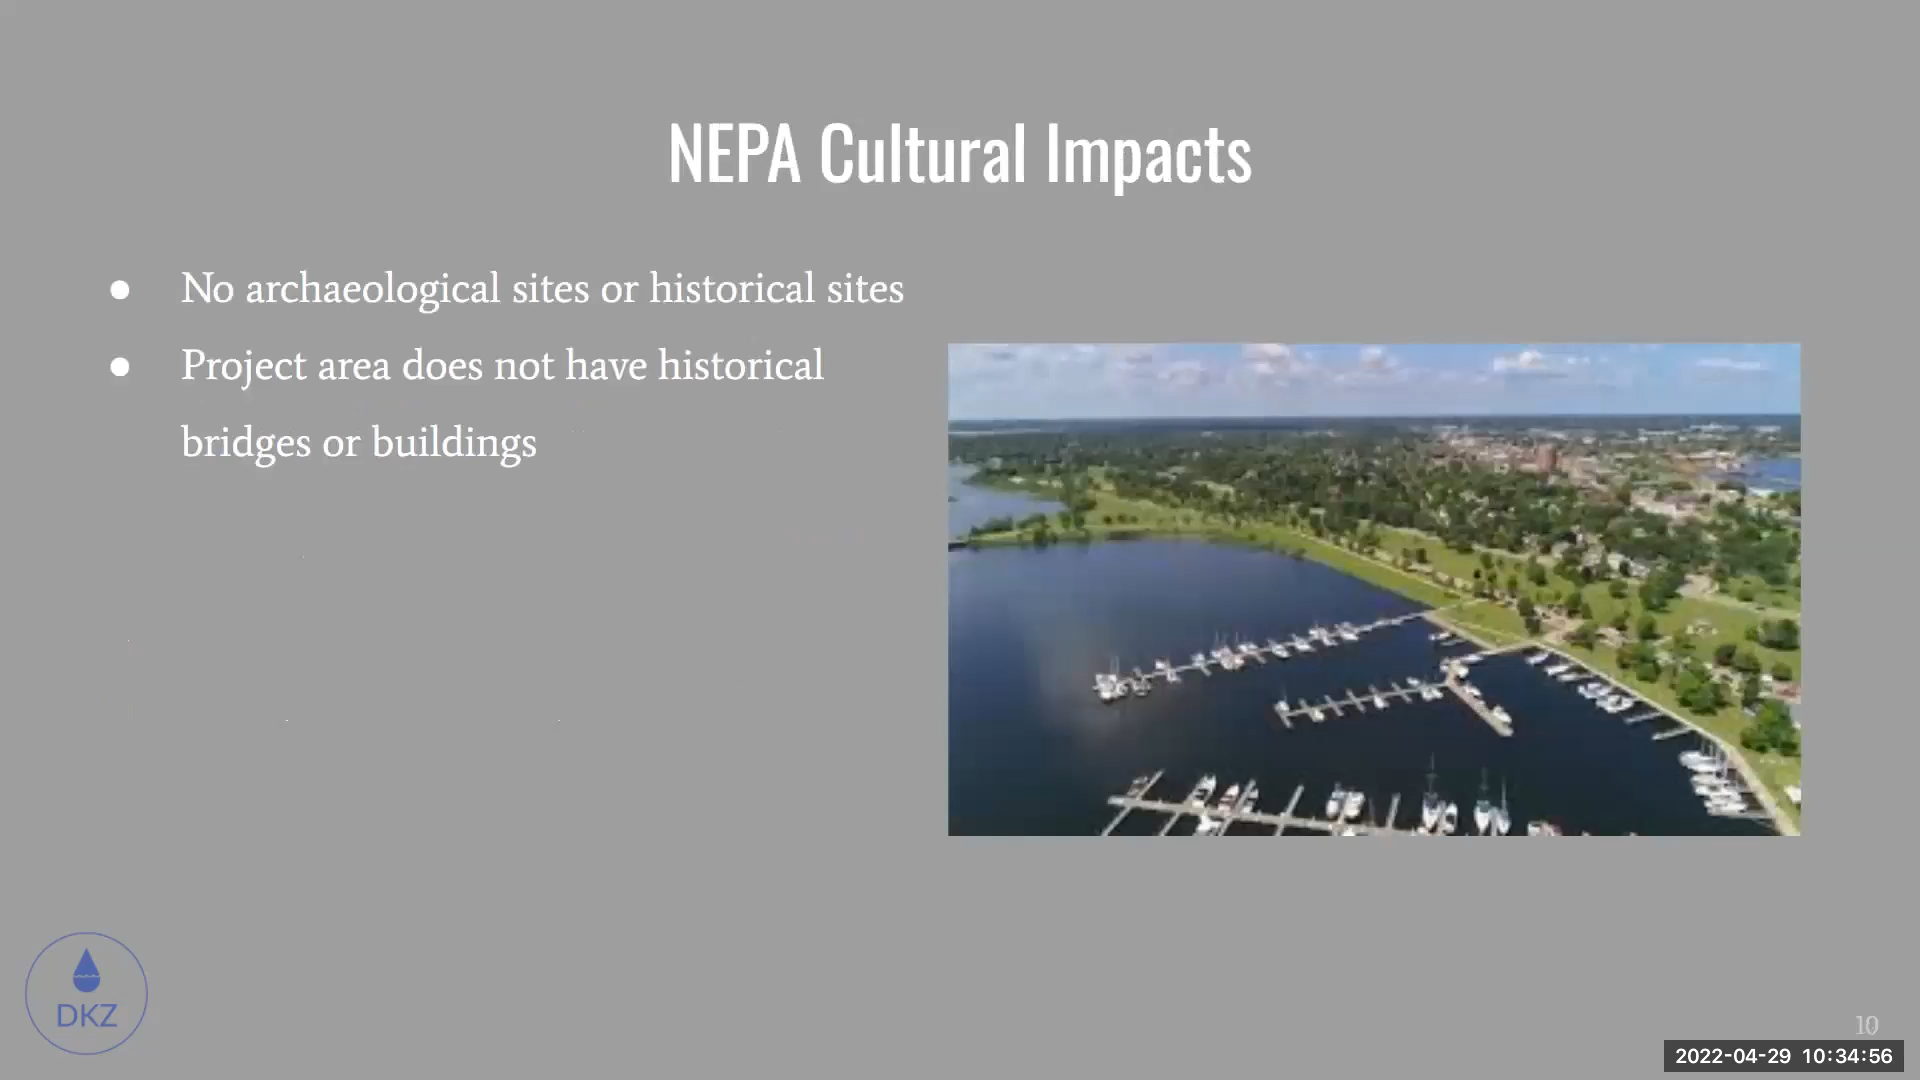 NEPA Cultural Impacts
● No archaeological sites or historical sites
● Project area does not have historical
bridges or buildings
DKZ
10
2022-04-29 10:34:56